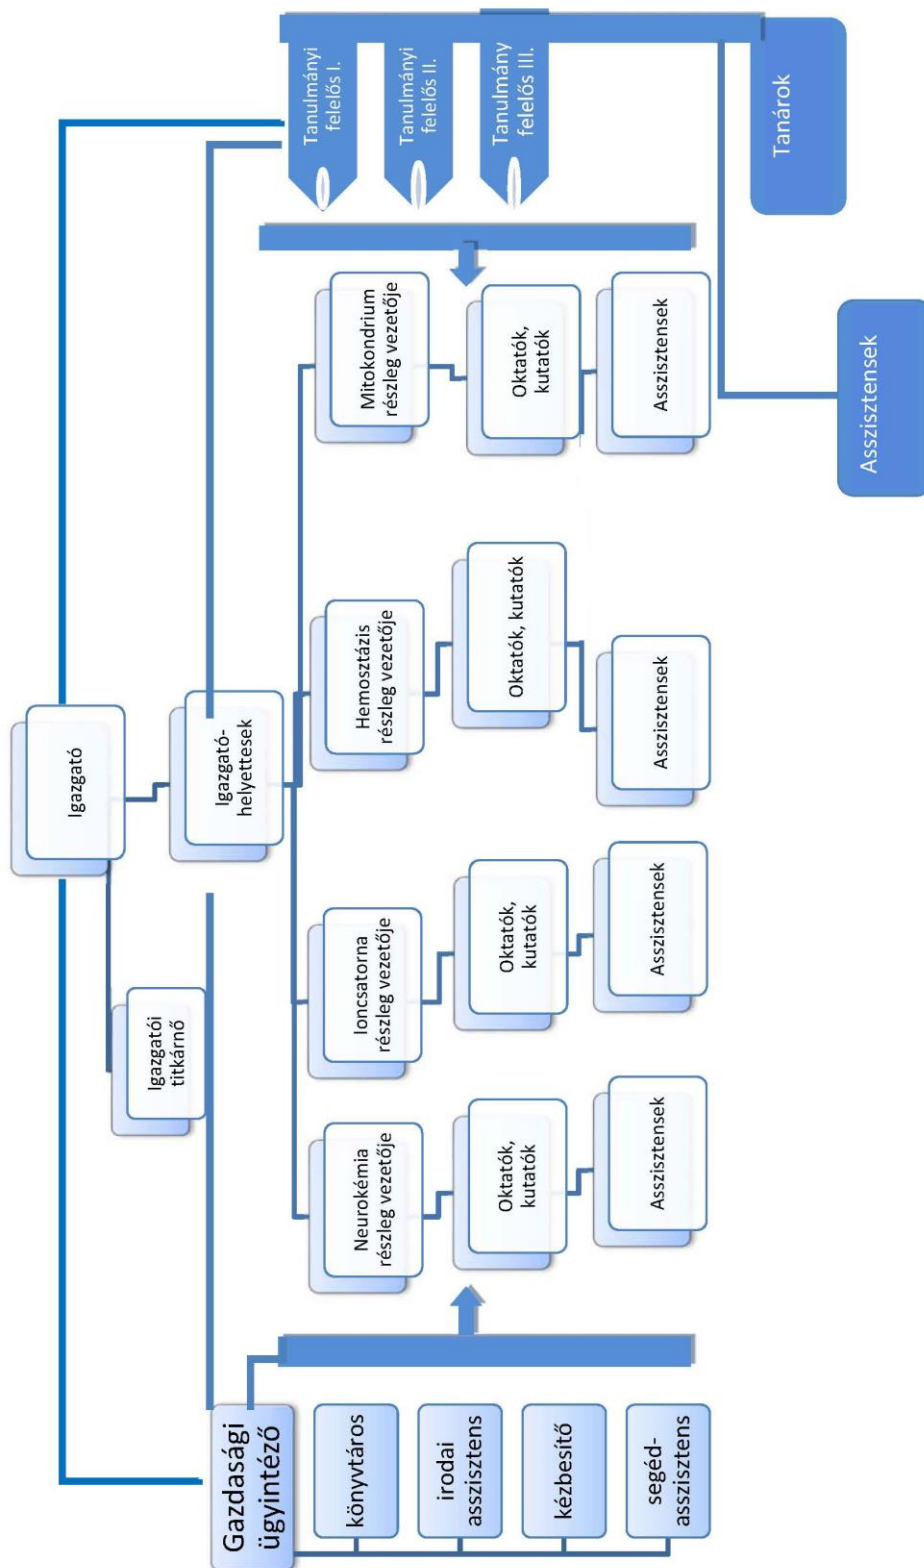 Igazgató
Igazgatói
titkárnő
Igazgató-
helyettesek
Gazdasági
ügyintéző
könyvtáros
irodai
asszisztens
kézbesítő
segéd-
asszisztens
Neurokémia
részleg vezetője
Oktatók,
kutatók
Asszisztensek
Ioncsatorna
részleg vezetője
Oktatók,
kutatók
Asszisztensek
Hemosztázis
részleg vezetője
Oktatók, kutatók
Asszisztensek
Mitokondrium
részleg vezetője
Oktatók,
kutatók
Asszisztensek
Tanulmányi
felelős I.
Tanulmányi
felelős II.
Tanulmány
felelős III.
Tanárok
Asszisztensek